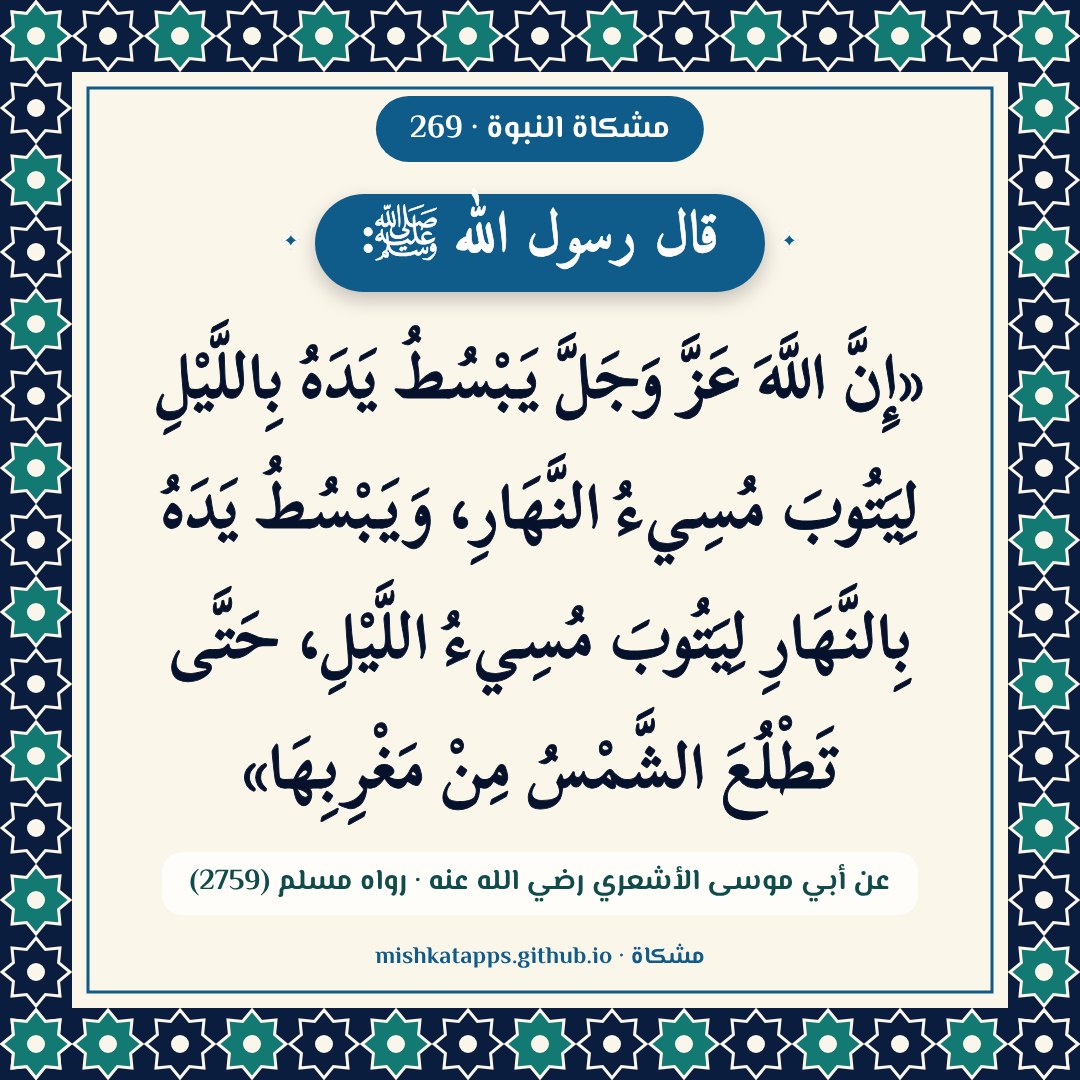 مشكاة النبوة · 269
قال رسول الله ﷺ:
«إِنَّ اللَّهَ عَزَّ وَجَلَّ يَبْسُطُ يَدَهُ بِاللَّيْلِ
لِيَتُوبَ مُسِيءُ النَّهَارِ، وَيَبْسُطُ يَدَهُ
بِالنَّهَارِ لِيَتُوبَ مُسِيءُ اللَّيْلِ، حَتَّى
تَطْلُعَ الشَّمْسُ مِنْ مَغْرِبِهَا»
عن أبي موسى الأشعري رضي الله عنه · رواه مسلم (2759)
مشكاة · mishkatapps.github.io